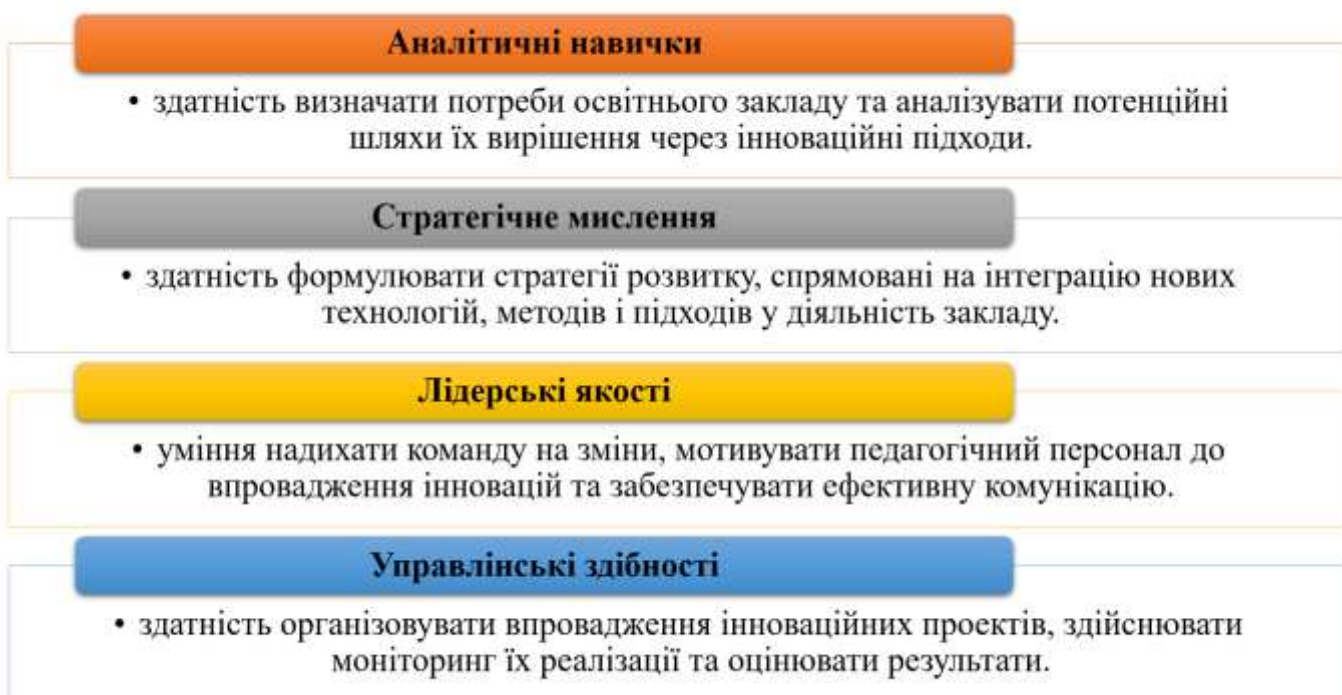 Аналітичні навички
• здатність визначати потреби освітнього закладу та аналізувати потенційні
шляхи їх вирішення через інноваційні підходи.
Стратегічне мислення
• здатність формулювати стратегії розвитку, спрямовані на інтеграцію нових
технологій, методів і підходів у діяльність закладу.
Лідерські якості
• уміння надихати команду на зміни, мотивувати педагогічний персонал до
впровадження інновацій та забезпечувати ефективну комунікацію.
Управлінські здібності
• здатність організовувати впровадження інноваційних проектів, здійснювати
моніторинг їх реалізації та оцінювати результати.